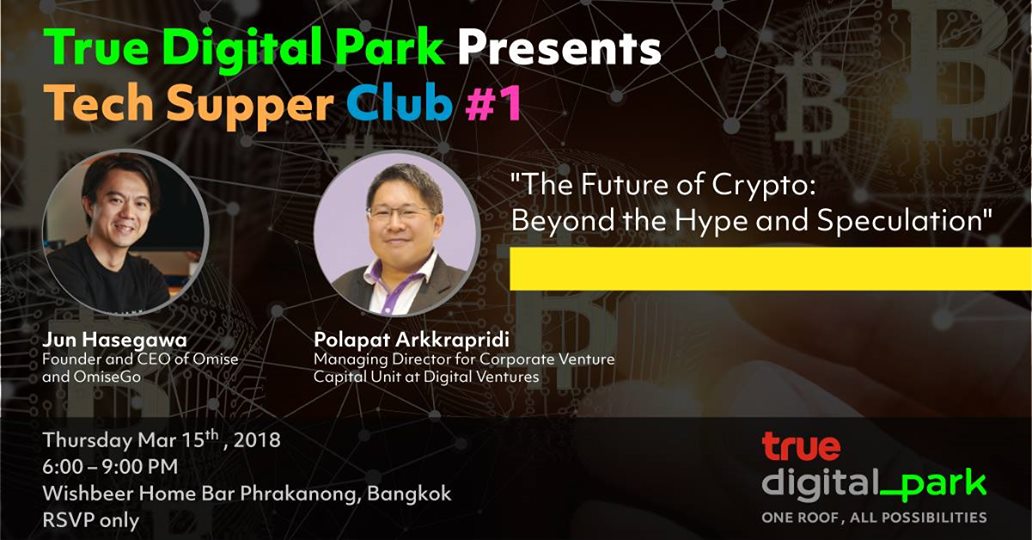 True Digital Park Presents
Tech Supper Club #1
"The Future of Crypto:
Beyond the Hype and Speculation"
Jun Hasegawa
Founder and CEO of Omise
and OmiseGo
Polapat Arkkrapridi
Managing Director for Corporate Venture
Capital Unit at Digital Ventures
Thursday Mar 15th , 2018
6:00 – 9:00 PM
Wishbeer Home Bar Phrakanong, Bangkok
RSVP only
true
digital_park
ONE ROOF , ALL POSSIBILITIES